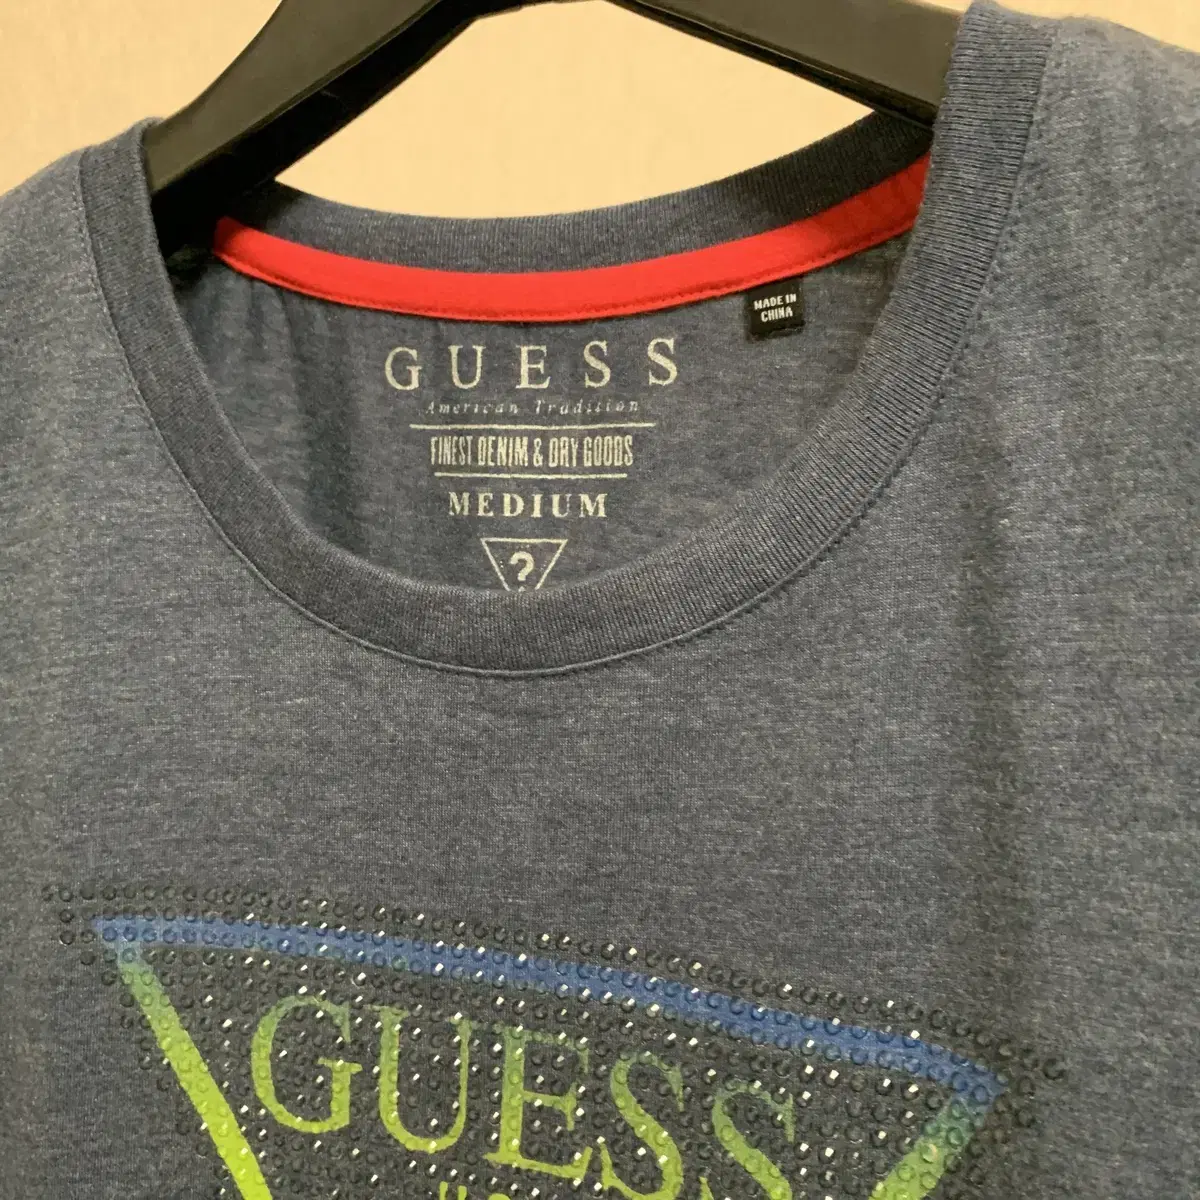 MADE IN
CHINA
GUESS
American Tradition
FINEST DENIM & DRY GOODS
MEDIUM
?
GUESS